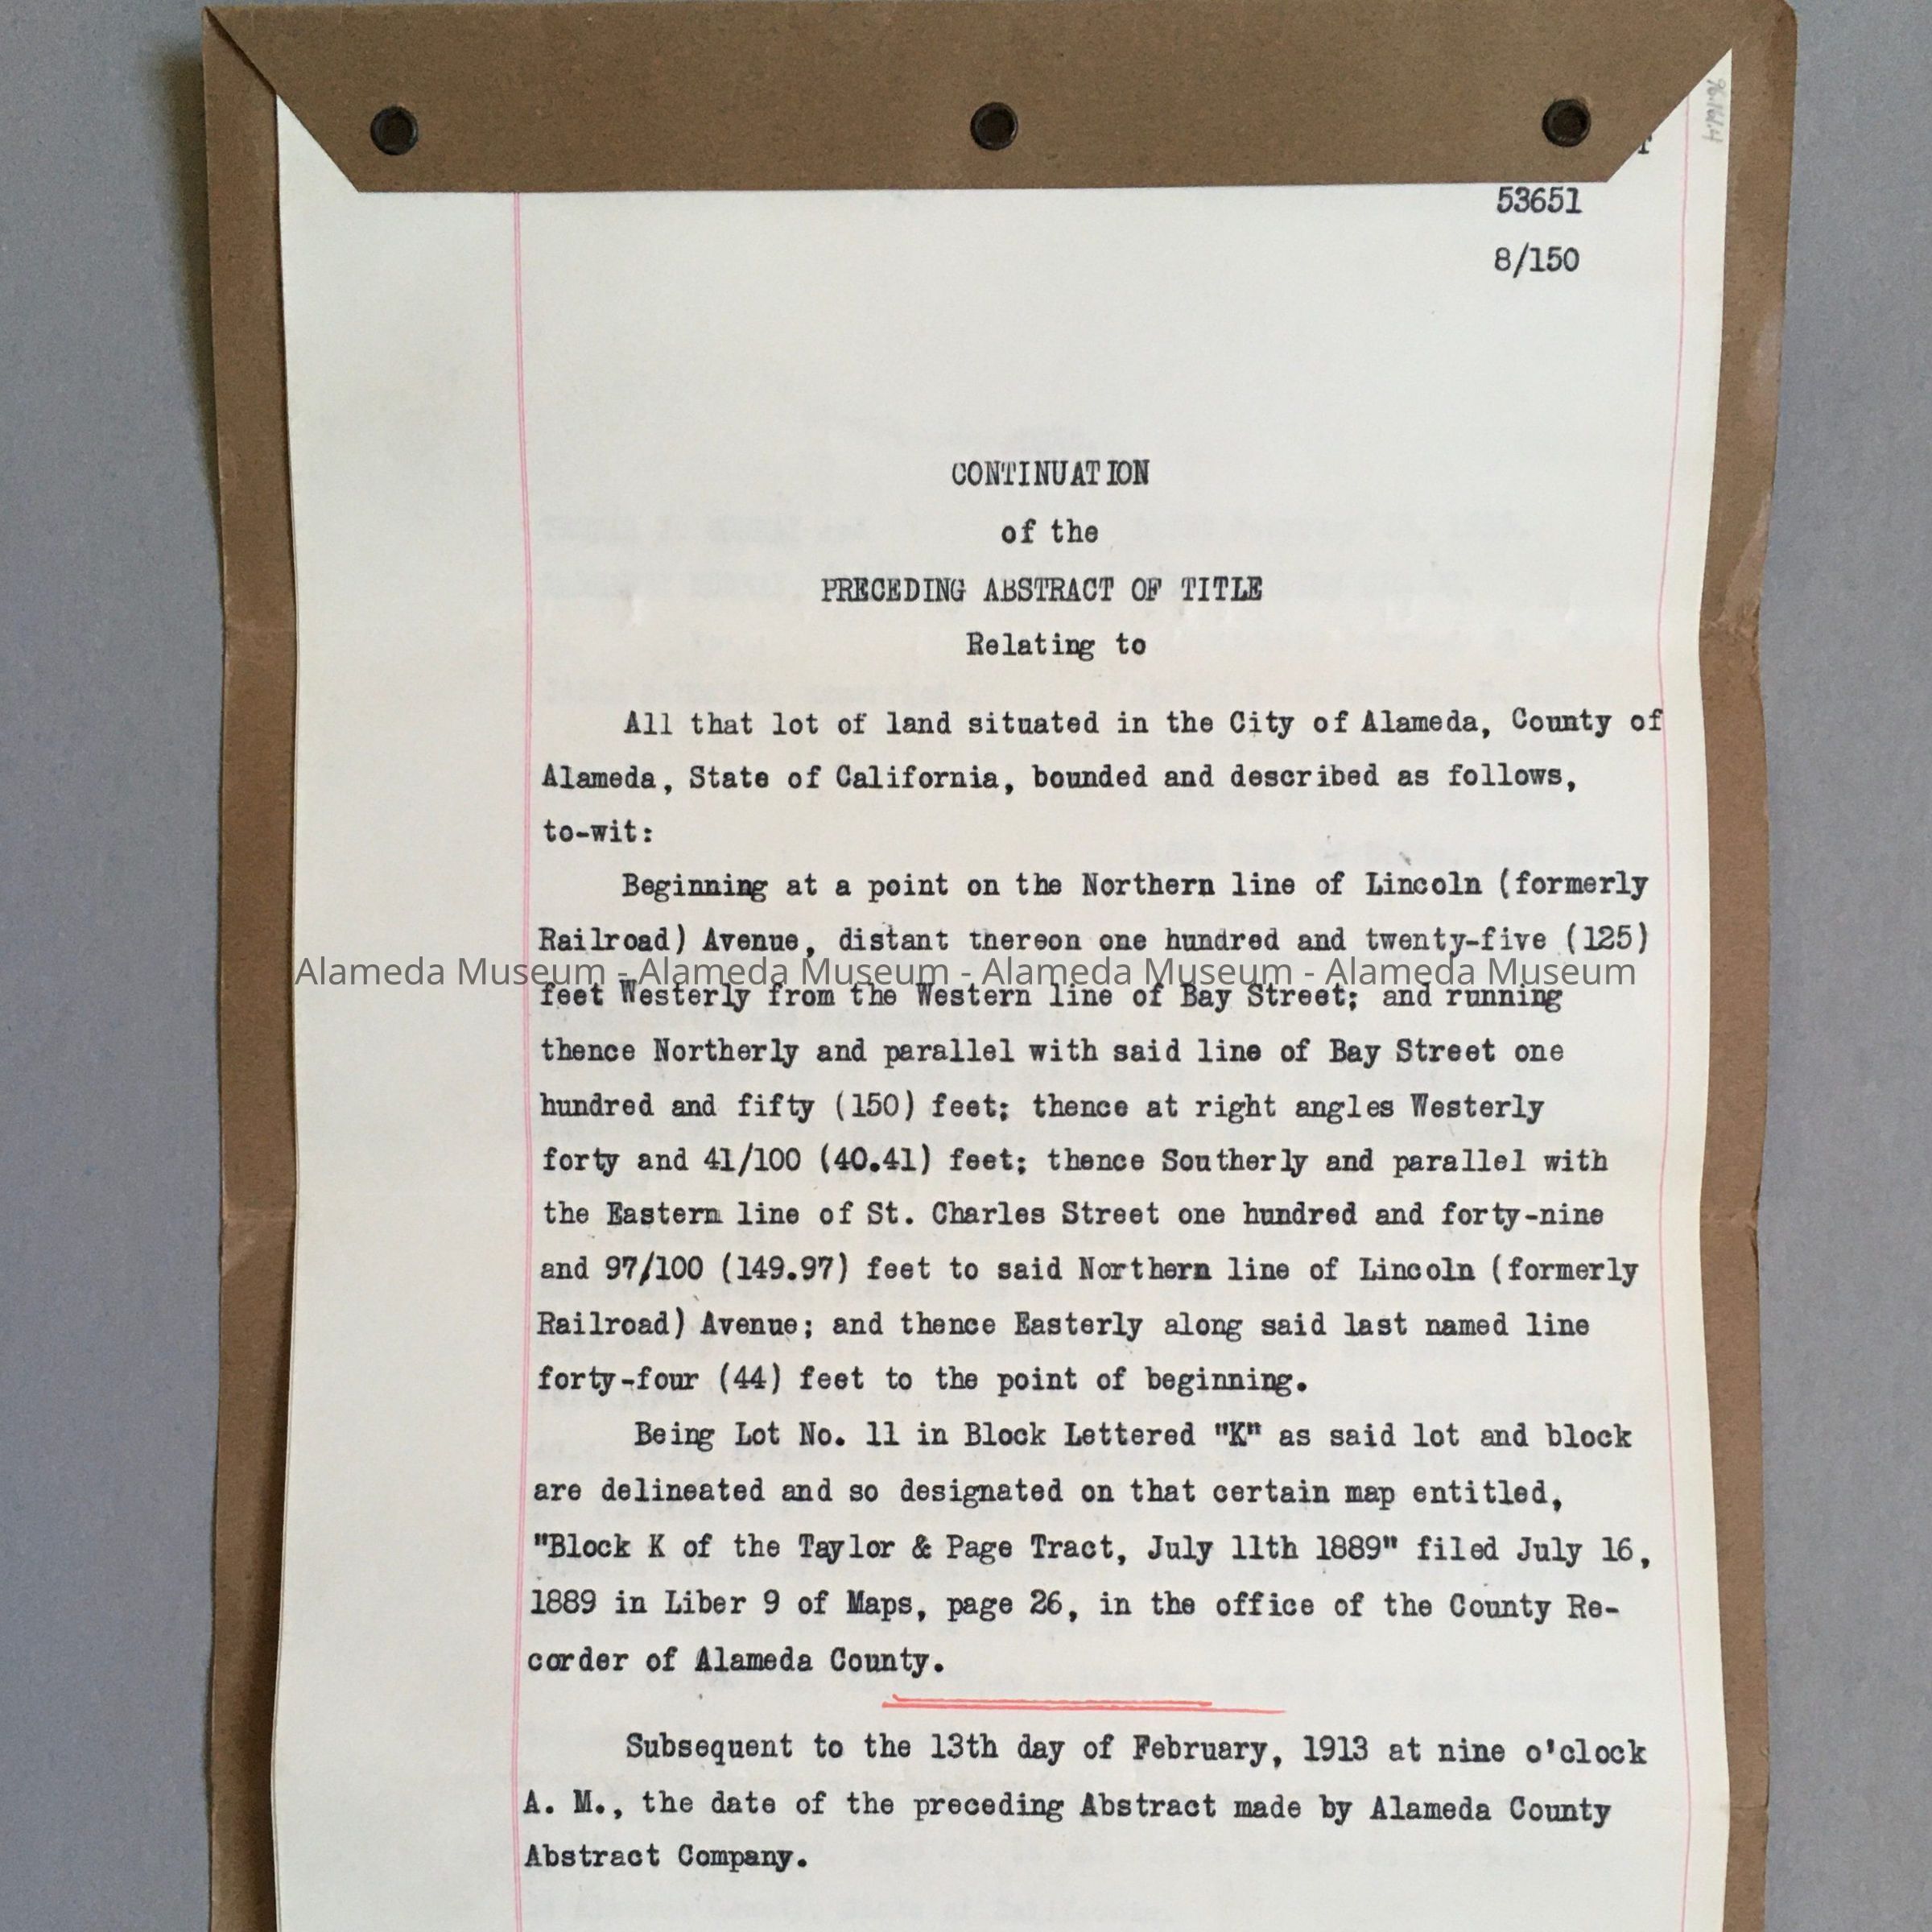 53651
8/150
CONTINUATION
of the
PRECEDING ABSTRACT OF TITLE
Relating to
All that lot of land situated in the City of Alameda, County of
Alameda, State of California, bounded and described as follows,
to-wit:
Beginning at a point on the Northern line of Lincoln (formerly
Railroad) Avenue, distant thereon one hundred and twenty-five (125)
Alameda Museum - Alameda Museum - Alameda Museum - Alameda Museum
feet Westerly from the Western line of Bay Street; and running
thence Northerly and parallel with said line of Bay Street one
hundred and fifty (150) feet; thence at right angles Westerly
forty and 41/100 (40.41) feet; thence Southerly and parallel with
the Eastern line of St. Charles Street one hundred and forty-nine
and 97/100 (149.97) feet to said Northern line of Lincoln (formerly
Railroad) Avenue; and thence Easterly along said last named line
forty-four (44) feet to the point of beginning.
Being Lot No. 11 in Block Lettered "K" as said lot and block
are delineated and so designated on that certain map entitled,
"Block K of the Taylor & Page Tract, July 11th 1889" filed July 16,
1889 in Liber 9 of Maps, page 26, in the office of the County Re-
corder of Alameda County.
Subsequent to the 13th day of February, 1913 at nine o'clock
A. M., the date of the preceding Abstract made by Alameda County
Abstract Company.